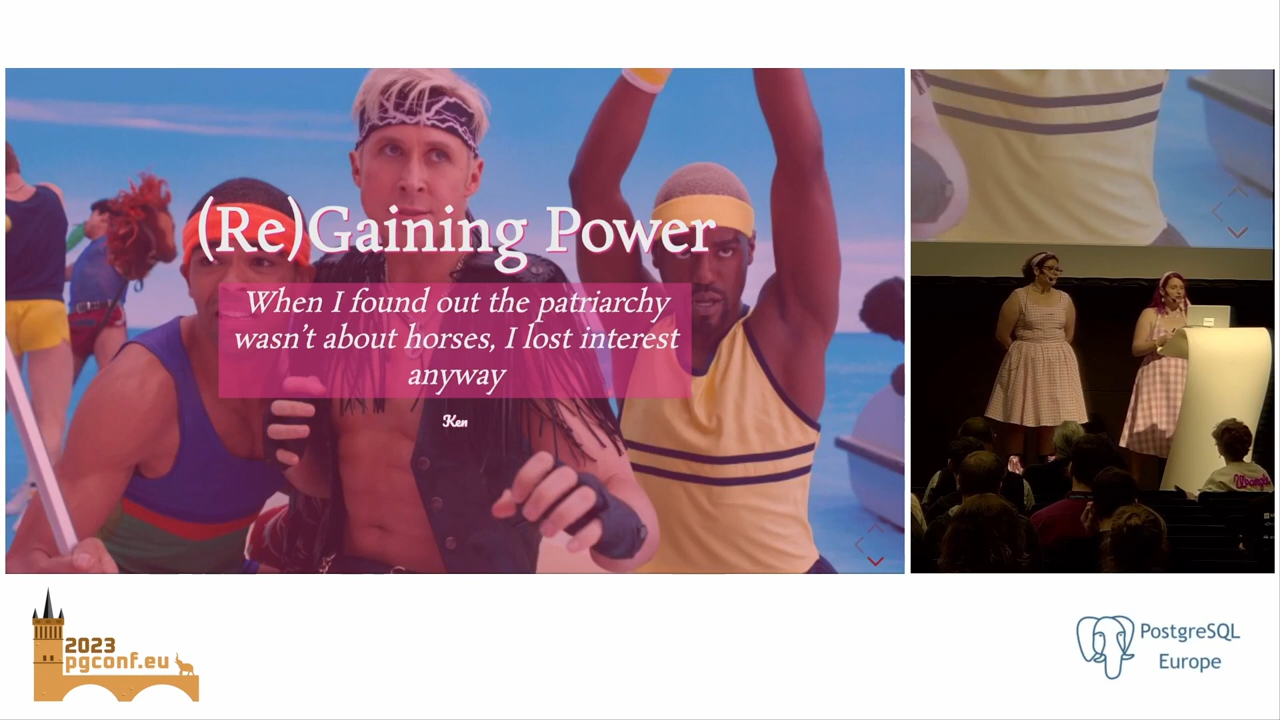 (Re)Gaining Power
When I found out the patriarchy
wasn't about horses, I lost interest
anyway
Ken
2023
pgconf.eu
PostgreSQL
Europe